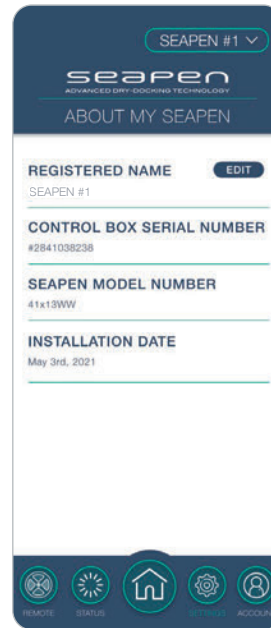 SEAPEN #1
seapen
ADVANCED DRY-DOCKING TECHNOLOGY
ABOUT MY SEAPEN
REGISTERED NAME EDIT
SEAPEN #1
CONTROL BOX SERIAL NUMBER
#2841038238
SEAPEN MODEL NUMBER
41x13WW
INSTALLATION DATE
May 3rd, 2021
REMOTE STATUS SETTINGS ACCOUNT